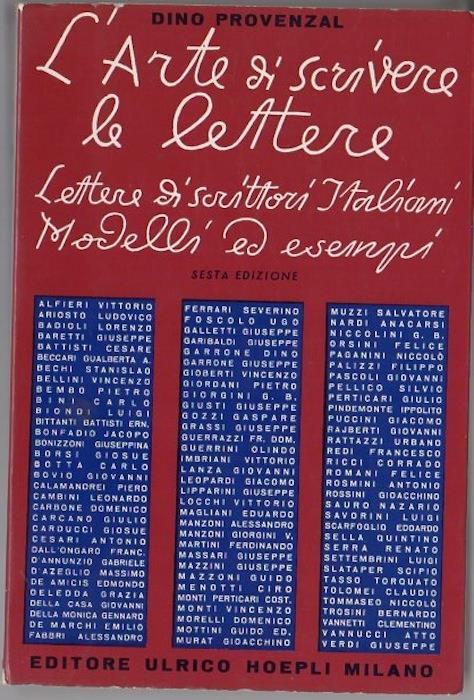 DINO PROVENZAL
L'Arte di scrivere
le lettere
Lettere di scrittori Italiani
Modelli ed esempi
SESTA EDIZIONE
ALFIERI VITTORIO
ARIOSTO LUDOVICO
BADIOLI LORENZO
BARETTI GIUSEPPE
BATTISTI CESARE
BECCARI GUALBERTA A.
BECHI STANISLAO
BELLINI VINCENZO
BEMBO PIETRO
BINI CARLO
BIONDI LUIGI
BITTANTI BATTISTI ERN.
BONFADIO JACOPO
BONIZZONI GIUSEPPINA
BORSI GIOSUE
BOTTA CARLO
BOVIO GIOVANNI
CALAMANDREI PIERO
CAMBINI LEONARDO
CARBONE DOMENICO
CARCANO GIULIO
CARDUCCI GIOSUE
CESARI ANTONIO
DALL'ONGARO FRANC.
D'ANNUNZIO GABRIELE
D'AZEGLIO MASSIMO
DE AMICIS EDMONDO
DELEDDA GRAZIA
DELLA CASA GIOVANNI
DELLA MONICA GENNARO
DE MARCHI EMILIO
FABBRI ALESSANDRO
FERRARI SEVERINO
FOSCOLO UGO
GALLETTI GIUSEPPE
GARIBALDI GIUSEPPE
GARRONE DINO
GARRONE GIUSEPPE
GIOBERTI VINCENZO
GIORDANI PIETRO
GIORGINI G. B.
GIUSTI GIUSEPPE
GOZZI GASPARE
GRASSI GIUSEPPE
GUERRAZZI FR. DOM.
GUERRINI OLINDO
IMBRIANI VITTORIO
LANZA GIOVANNI
LEOPARDI GIACOMO
LIPPARINI GIUSEPPE
LOCCHI VITTORIO
MAGLIANI EDUARDO
MANZONI ALESSANDRO
MANZONI GIORGINI V.
MARTINI FERDINANDO
MASSARI GIUSEPPE
MAZZINI GIUSEPPE
MAZZONI GUIDO
MENOTTI CIRO
MONTI PERTICARI COST.
MONTI VINCENZO
MORELLI DOMENICO
MOTTINI GUIDO ED.
MURAT GIOACCHINO
MUZZI SALVATORE
NARDI ANACARSI
NICCOLINI G. B.
ORSINI FELICE
PAGANINI NICCOLÒ
PALIZZI FILIPPO
PASCOLI GIOVANNI
PELLICO SILVIO
PERTICARI GIULIO
PINDEMONTE IPPOLITO
PUCCINI GIACOMO
RAJBERTI GIOVANNI
RATTAZZI URBANO
REDI FRANCESCO
RICCI CORRADO
ROMANI FELICE
ROSMINI ANTONIO
ROSSINI GIOACCHINO
SAURO NAZARIO
SAVORINI LUIGI
SCARFOGLIO EDOARDO
SELLA QUINTINO
SERRA RENATO
SETTEMBRINI LUIGI
SLATAPER SCIPIO
TASSO TORQUATO
TOLOMEI CLAUDIO
TOMMASEO NICCOLÒ
TROSINI BERNARDO
VANNETTI CLEMENTINO
VANNUCCI ATTO
VERDI GIUSEPPE
EDITORE ULRICO HOEPLI MILANO